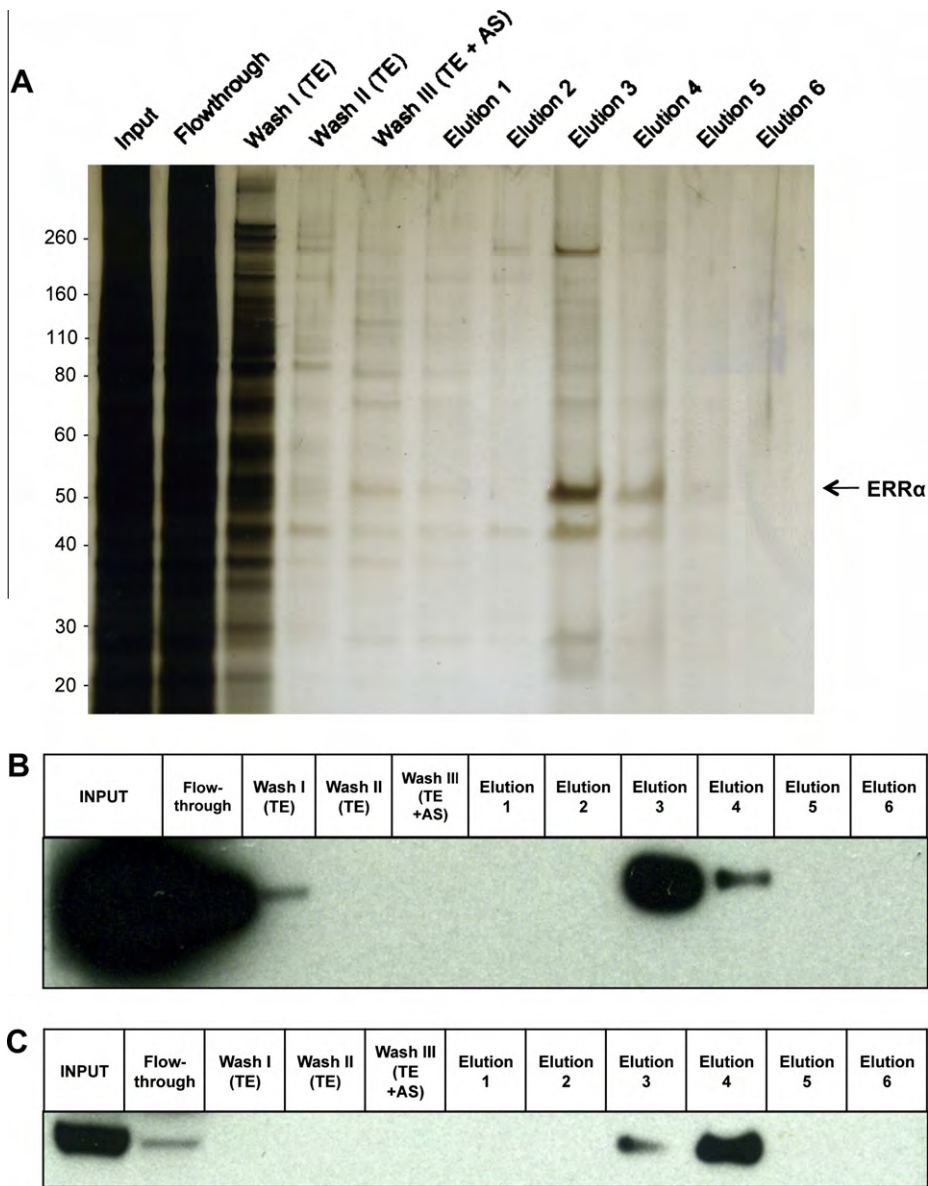 A
Input
Flowthrough
Wash I (TE)
Wash II (TE)
Wash III (TE + AS)
Elution 1
Elution 2
Elution 3
Elution 4
Elution 5
Elution 6
260
160
110
80
60
50
40
30
20
ERRα
B
INPUT
Flow-
through
Wash I
(TE)
Wash II
(TE)
Wash III
(TE
+AS)
Elution
1
Elution
2
Elution
3
Elution
4
Elution
5
Elution
6
C
INPUT
Flow-
through
Wash I
(TE)
Wash II
(TE)
Wash III
(TE
+AS)
Elution
1
Elution
2
Elution
3
Elution
4
Elution
5
Elution
6